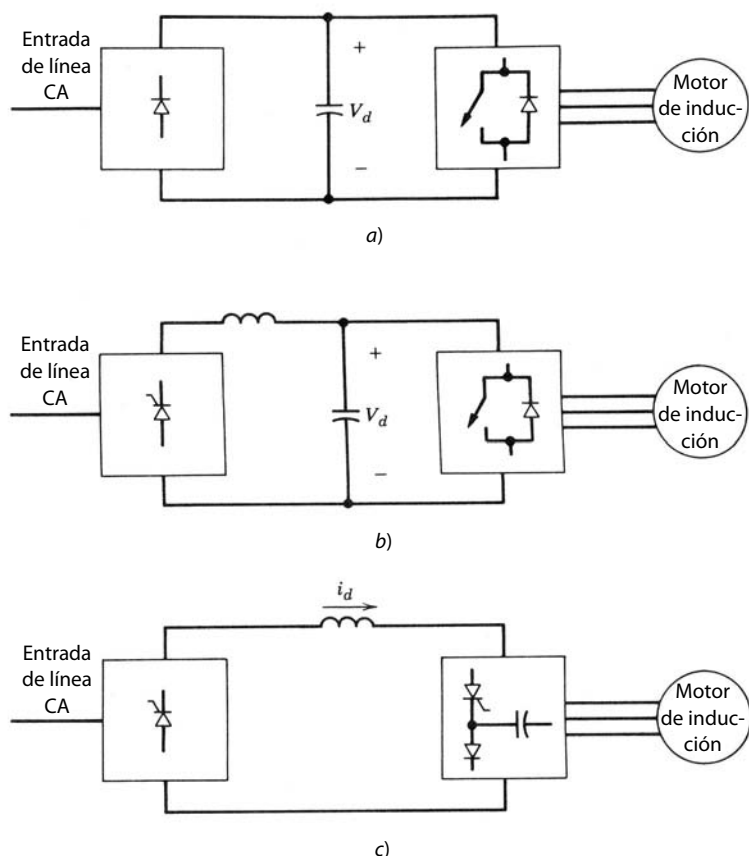 Entrada
de línea
CA
+
V_d
−
Motor
de induc-
ción
a)
Entrada
de línea
CA
+
V_d
−
Motor
de induc-
ción
b)
i_d
Entrada
de línea
CA
Motor
de induc-
ción
c)